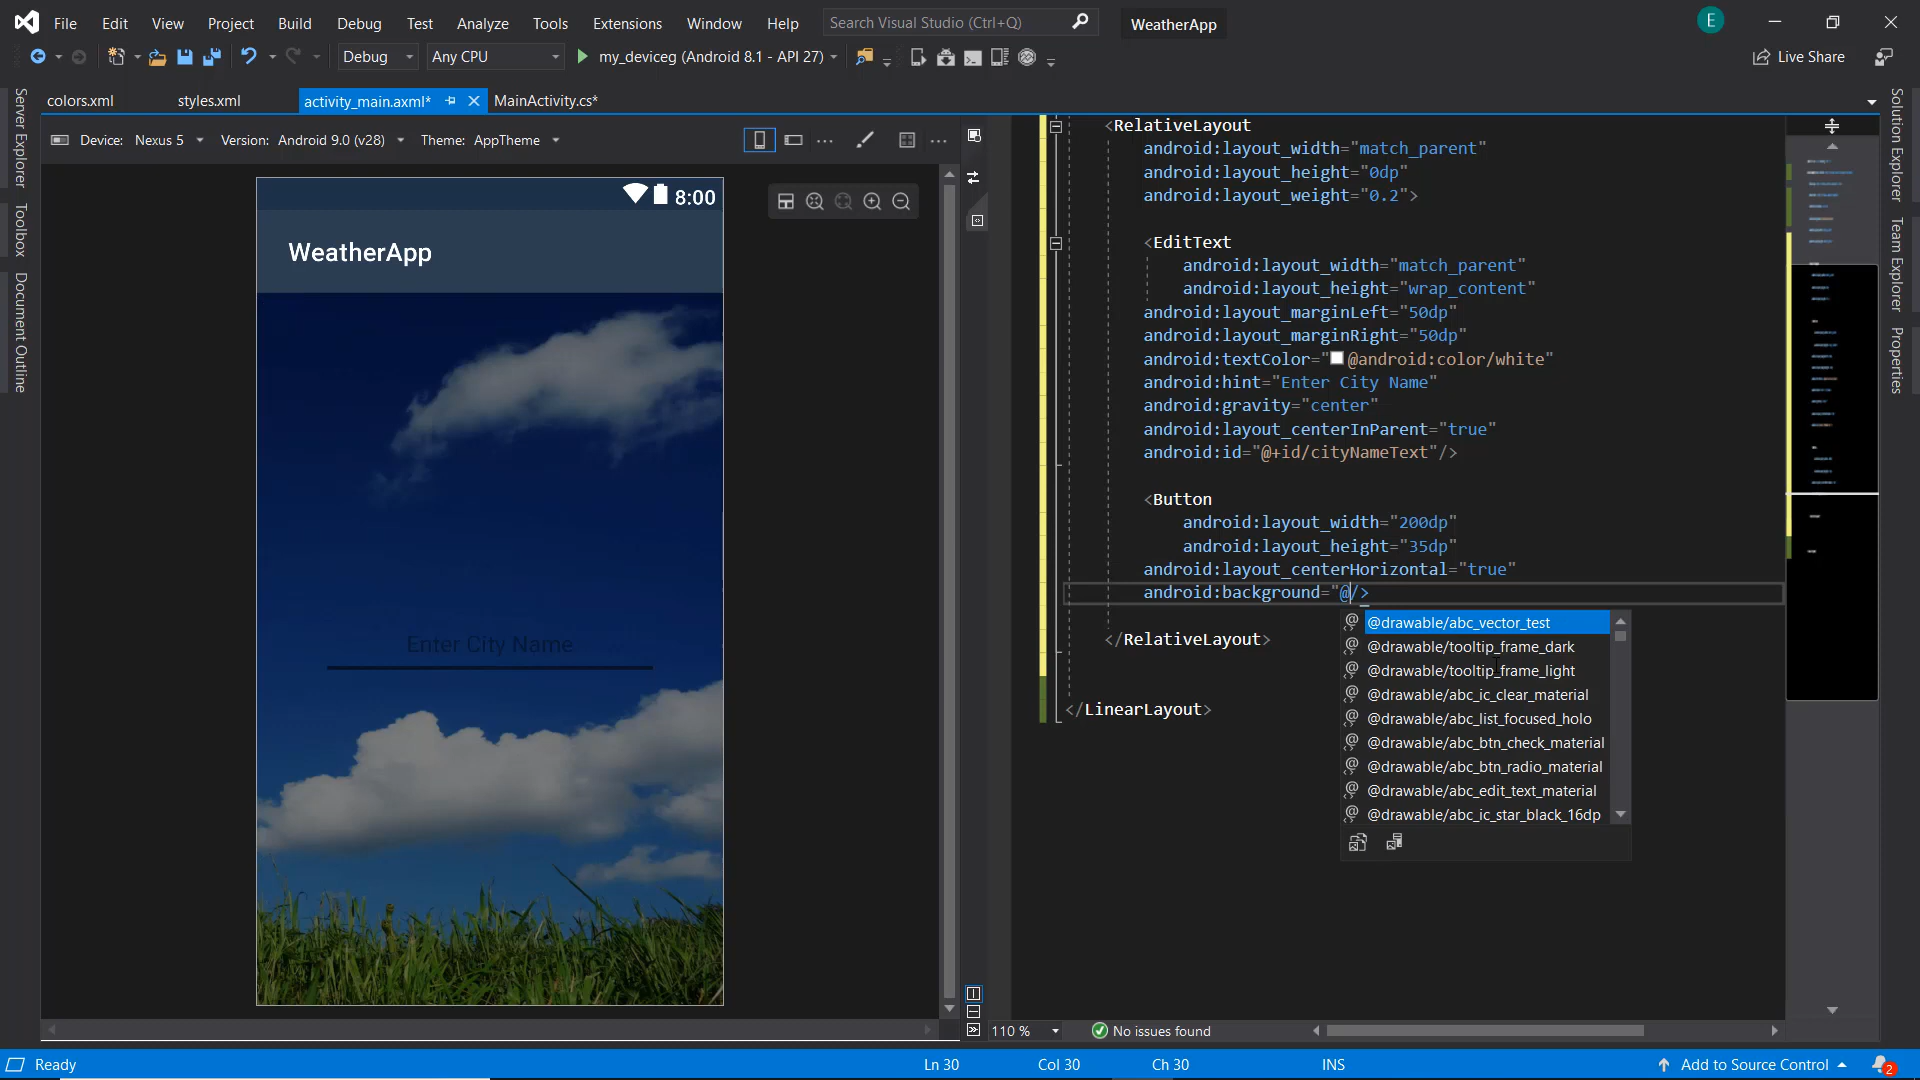 File Edit View Project Build Debug Test Analyze Tools Extensions Window Help Search Visual Studio (Ctrl+Q) WeatherApp E
Debug Any CPU my_deviceg (Android 8.1 - API 27) Live Share
colors.xml styles.xml activity_main.axml* MainActivity.cs*
Server Explorer
Toolbox
Document Outline
Device: Nexus 5 Version: Android 9.0 (v28) Theme: AppTheme
8:00
WeatherApp
Enter City Name
<RelativeLayout
android:layout_width="match_parent"
android:layout_height="0dp"
android:layout_weight="0.2">
<EditText
android:layout_width="match_parent"
android:layout_height="wrap_content"
android:layout_marginLeft="50dp"
android:layout_marginRight="50dp"
android:textColor="@android:color/white"
android:hint="Enter City Name"
android:gravity="center"
android:layout_centerInParent="true"
android:id="@+id/cityNameText"/>
<Button
android:layout_width="200dp"
android:layout_height="35dp"
android:layout_centerHorizontal="true"
android:background="@/>
@drawable/abc_vector_test
@drawable/tooltip_frame_dark
@drawable/tooltip_frame_light
@drawable/abc_ic_clear_material
@drawable/abc_list_focused_holo
@drawable/abc_btn_check_material
@drawable/abc_btn_radio_material
@drawable/abc_edit_text_material
@drawable/abc_ic_star_black_16dp
</RelativeLayout>
</LinearLayout>
Solution Explorer
Team Explorer
Properties
110 % No issues found
Ready Ln 30 Col 30 Ch 30 INS Add to Source Control 2